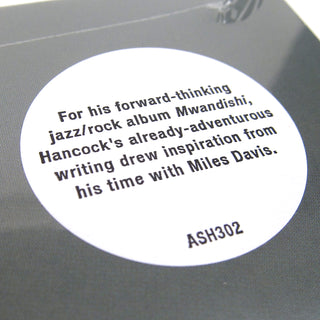 For his forward-thinking
jazz/rock album Mwandishi,
Hancock's already-adventurous
writing drew inspiration from
his time with Miles Davis.
ASH302